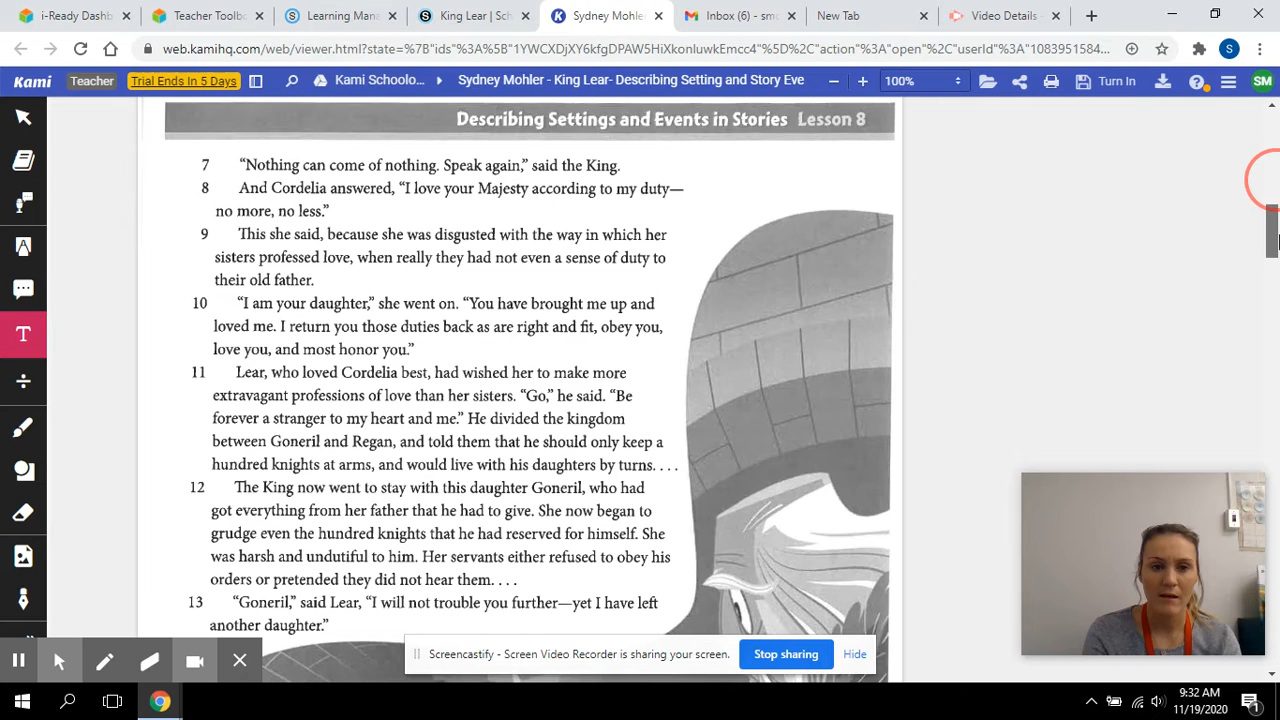 i-Ready Dashb
Teacher Toolbo
Learning Mana
King Lear | Sch
Sydney Mohler
Inbox (6) - smo
New Tab
Video Details -
web.kamihq.com/web/viewer.html?state=%7B"ids"%3A%5B"1YWCXDjXY6kfgDPAW5HiXkonluwkEmcc4"%5D%2C"action"%3A"open"%2C"userId"%3A"1083951584...
S
Kami
Teacher
Trial Ends In 5 Days
Kami Schoolo...
Sydney Mohler - King Lear- Describing Setting and Story Eve
100%
Turn In
SM
Describing Settings and Events in Stories Lesson 8
7 “Nothing can come of nothing. Speak again,” said the King.
8 And Cordelia answered, “I love your Majesty according to my duty—
no more, no less.”
9 This she said, because she was disgusted with the way in which her
sisters professed love, when really they had not even a sense of duty to
their old father.
10 “I am your daughter,” she went on. “You have brought me up and
loved me. I return you those duties back as are right and fit, obey you,
love you, and most honor you.”
11 Lear, who loved Cordelia best, had wished her to make more
extravagant professions of love than her sisters. “Go,” he said. “Be
forever a stranger to my heart and me.” He divided the kingdom
between Goneril and Regan, and told them that he should only keep a
hundred knights at arms, and would live with his daughters by turns. . . .
12 The King now went to stay with this daughter Goneril, who had
got everything from her father that he had to give. She now began to
grudge even the hundred knights that he had reserved for himself. She
was harsh and undutiful to him. Her servants either refused to obey his
orders or pretended they did not hear them. . . .
13 “Goneril,” said Lear, “I will not trouble you further—yet I have left
another daughter.”
Screencastify - Screen Video Recorder is sharing your screen.
Stop sharing
Hide
9:32 AM
11/19/2020